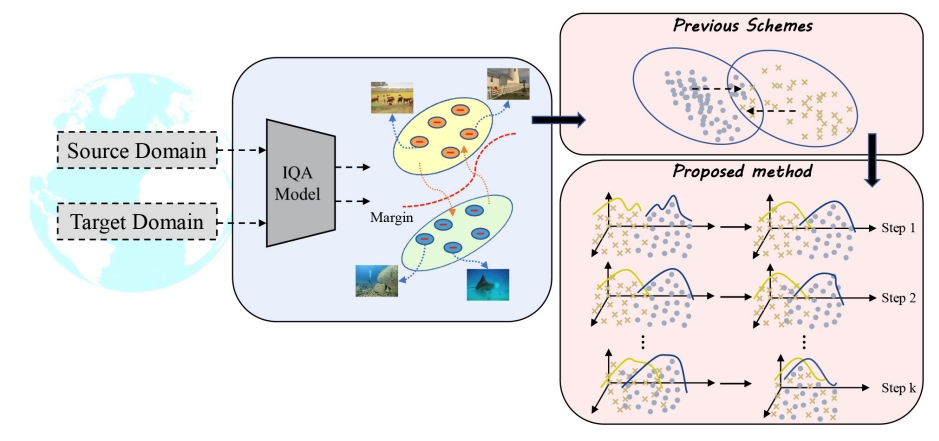 Previous Schemes
Source Domain
Target Domain
IQA
Model
Margin
Proposed method
Step 1
Step 2
Step k